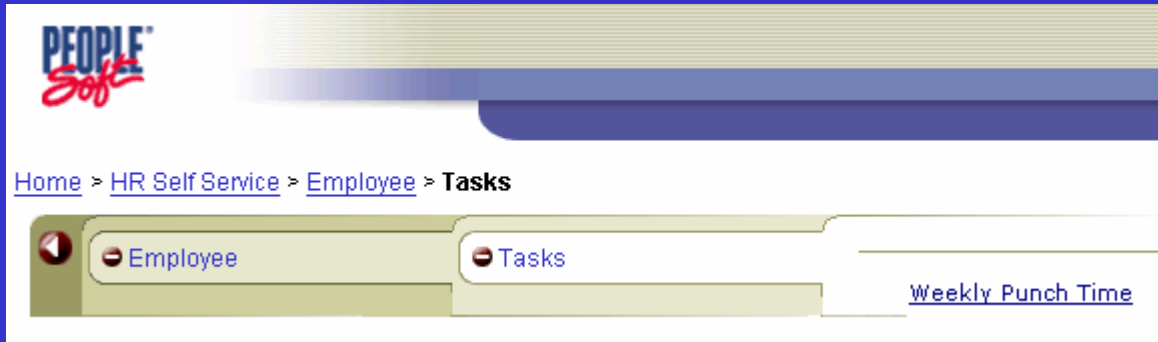 PEOPLE
Soft
Home > HR Self Service > Employee > Tasks
Employee
Tasks
Weekly Punch Time